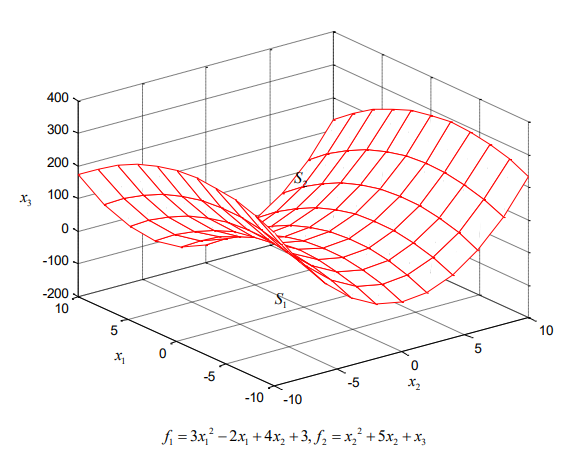 400
300
200
100
0
-100
-200
x₃
S₂
S₁
10
5
0
-5
-10
x₁
-10
-5
0
5
10
x₂
f₁ = 3x₁² − 2x₁ + 4x₂ + 3, f₂ = x₂² + 5x₂ + x₃